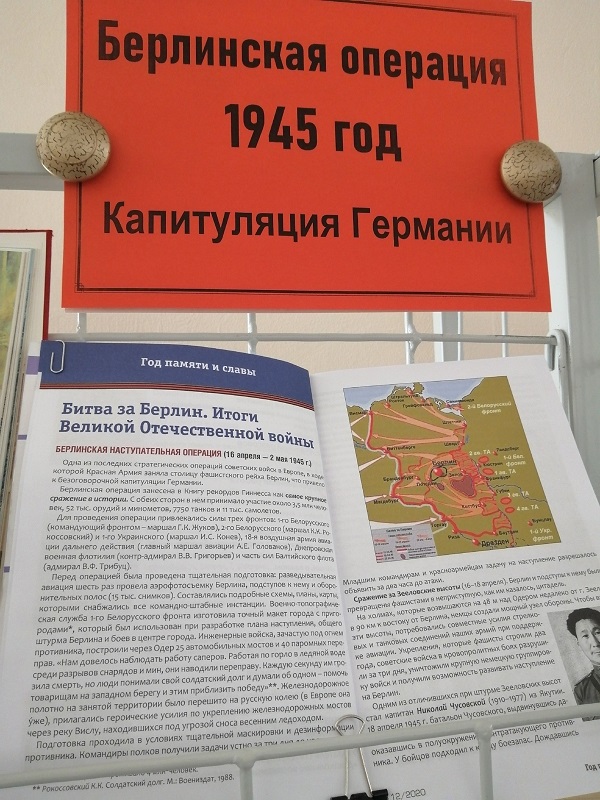 Берлинская операция
1945 год
Капитуляция Германии
Год памяти и славы
Битва за Берлин. Итоги
Великой Отечественной войны
БЕРЛИНСКАЯ НАСТУПАТЕЛЬНАЯ ОПЕРАЦИЯ (16 апреля — 2 мая 1945 г.)
Одна из последних стратегических операций советских войск в Европе, в ходе
которой Красная Армия заняла столицу фашистского рейха Берлин, что привело
к безоговорочной капитуляции Германии.
Берлинская операция занесена в Книгу рекордов Гиннесса как самое крупное
сражение в истории. С обеих сторон в нем принимало участие около 3,5 млн чело-
век, 52 тыс. орудий и минометов, 7750 танков и 11 тыс. самолетов.
Для проведения операции привлекались силы трех фронтов: 1-го Белорусского
(командующий фронтом – маршал Г.К. Жуков), 2-го Белорусского (маршал К.К. Ро-
коссовский) и 1-го Украинского (маршал И.С. Конев), 18-я воздушная армия авиа-
ции дальнего действия (главный маршал авиации А.Е. Голованов), Днепровская
военная флотилия (контр-адмирал В.В. Григорьев) и часть сил Балтийского флота
(адмирал В.Ф. Трибуц).
Перед операцией была проведена тщательная подготовка: разведывательная
авиация шесть раз провела аэрофотосъемку Берлина, подступов к нему и оборо-
нительных полос (15 тыс. снимков). Составлялись подробные схемы, планы, карты,
которыми снабжались все командно-штабные инстанции. Военно-топографиче-
ская служба 1-го Белорусского фронта изготовила точный макет города с приго-
родами*, который был использован при разработке плана наступления, общего
штурма Берлина и боев в центре города. Инженерные войска, зачастую под огнем
противника, построили через Одер 25 автомобильных мостов и 40 паромных пере-
прав. «Нам довелось наблюдать работу саперов. Работая по горло в ледяной воде
среди разрывов снарядов и мин, они наводили переправу. Каждую секунду им гро-
зила смерть, но люди понимали свой солдатский долг и думали об одном – помочь
товарищам на западном берегу и этим приблизить победу»**. Железнодорожное
полотно на занятой территории было перешито на русскую колею (в Европе она
у́же), прилагались героические усилия по укреплению железнодорожных мостов
через реку Вислу, находившихся под угрозой сноса весенним ледоходом.
Подготовка проходила в условиях тщательной маскировки и дезинформации
противника. Командиры полков получили задачи устно за три дня до
** Рокоссовский К.К. Солдатский долг. М.: Воениздат, 1988.
2-й Белорусский
фронт
Берлин
Дрезден
Младшим командирам и красноармейцам задачу на наступление разрешалось
объявить за два часа до атаки.
Сражение за Зееловские высоты (16–18 апреля). Берлин и подступы к нему были
превращены фашистами в неприступную, как им казалось, цитадель.
На холмах, которые возвышаются на 48 м над Одером недалеко от г. Зеелов
в 90 км к востоку от Берлина, немцы создали мощный узел обороны. Чтобы взять
эти высоты, потребовались совместные усилия стрелко-
вых и танковых соединений наших армий при поддерж-
ке авиации. Укрепления, которые фашисты строили два
года, советские войска в кровопролитных боях разруши-
ли за три дня, уничтожили крупную немецкую группиров-
ку войск и получили возможность развивать наступление
на Берлин.
Одним из отличившихся при штурме Зееловских высот
стал капитан Николай Чусовской (1910–1977) из Якутии.
18 апреля 1945 г. батальон Чусовского, выдвинувшись да-
оказавшись в полуокружении контратакующего против-
ника. У бойцов подходил к боезапас. Дождавшись
12/2020